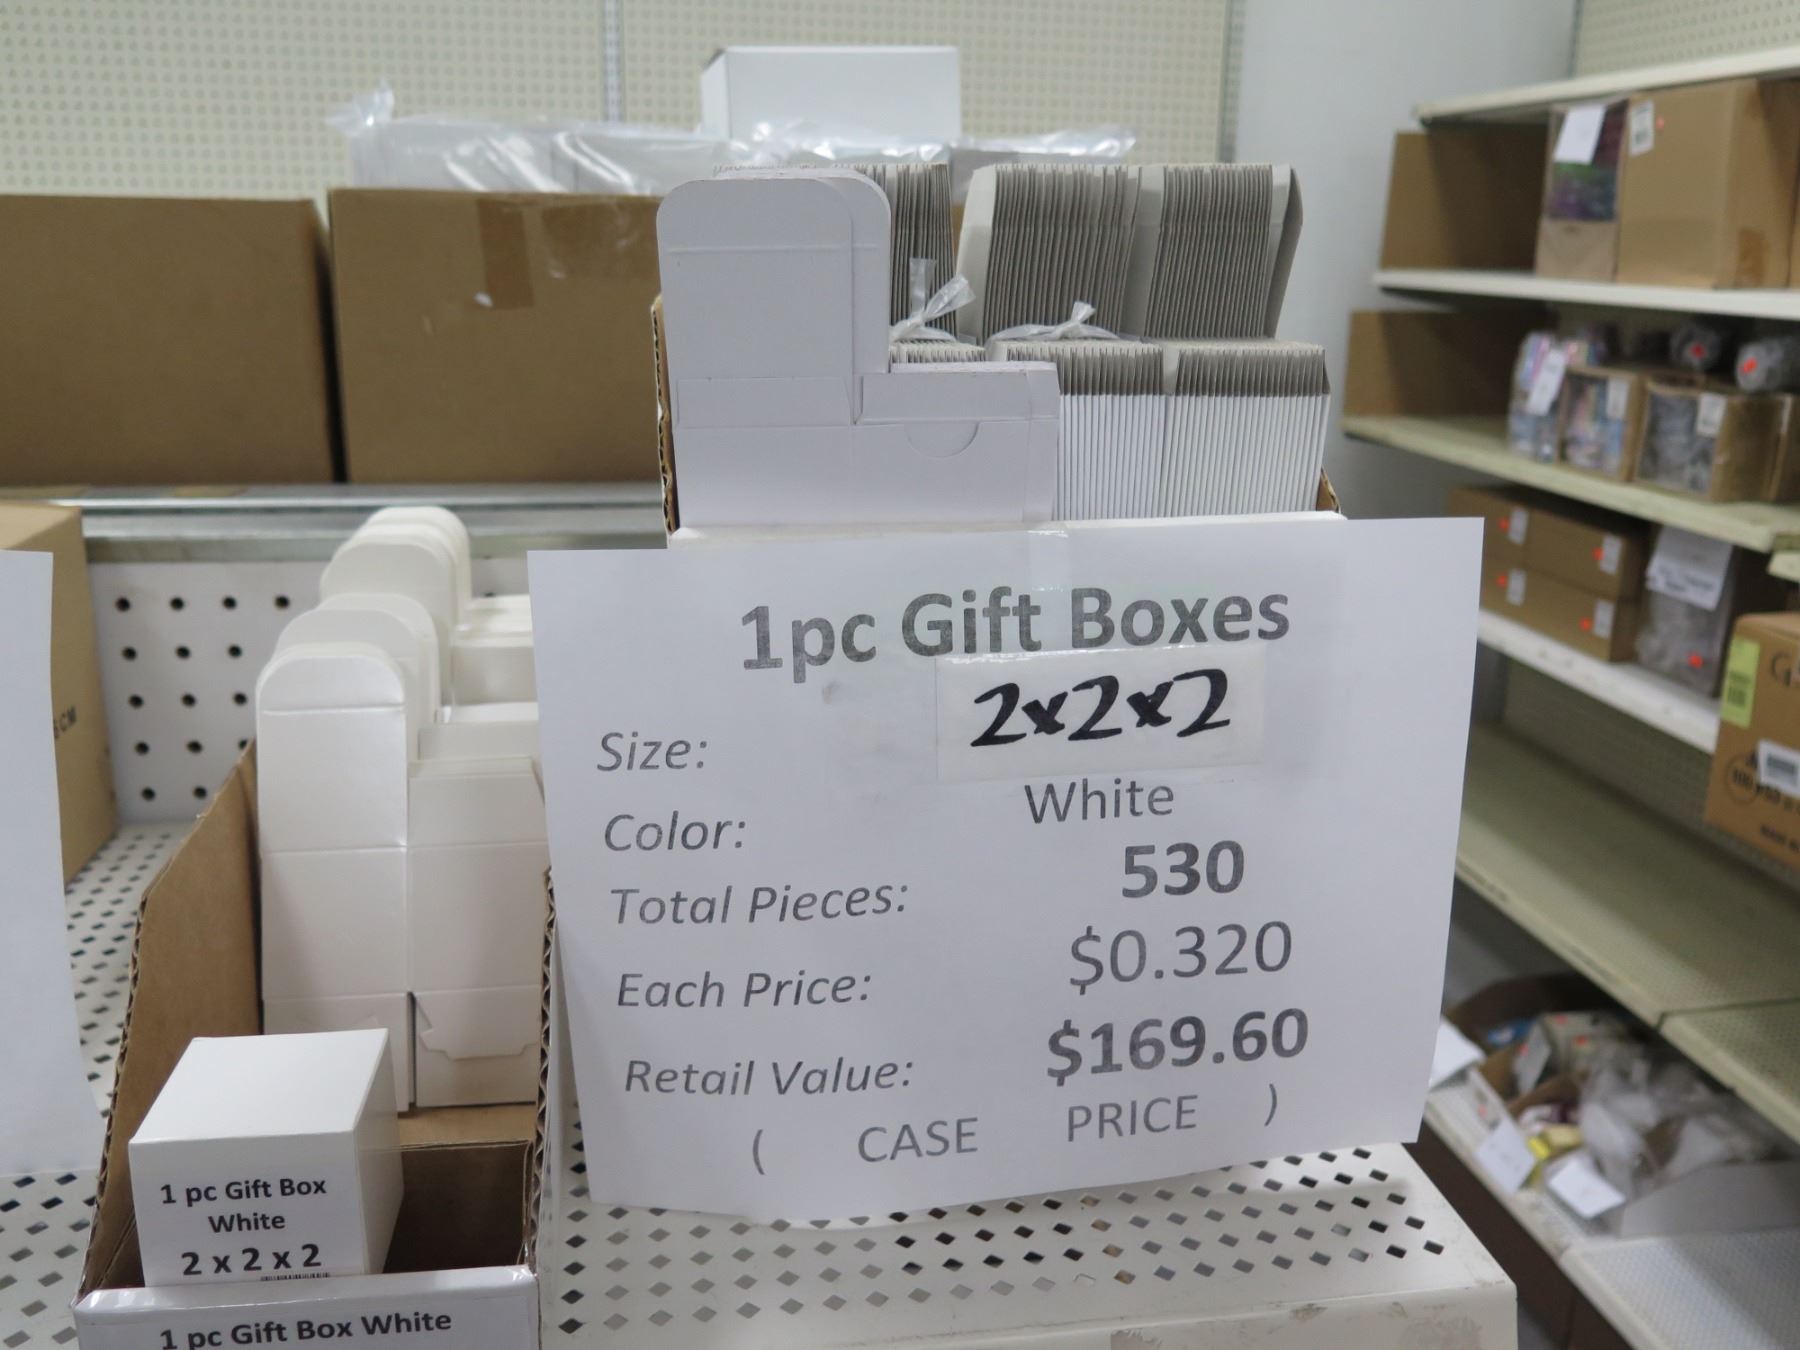 1pc Gift Boxes
Size: 2x2x2
Color: White
Total Pieces: 530
Each Price: $0.320
Retail Value: $169.60
( CASE PRICE )
1 pc Gift Box
White
2 x 2 x 2
1 pc Gift Box White